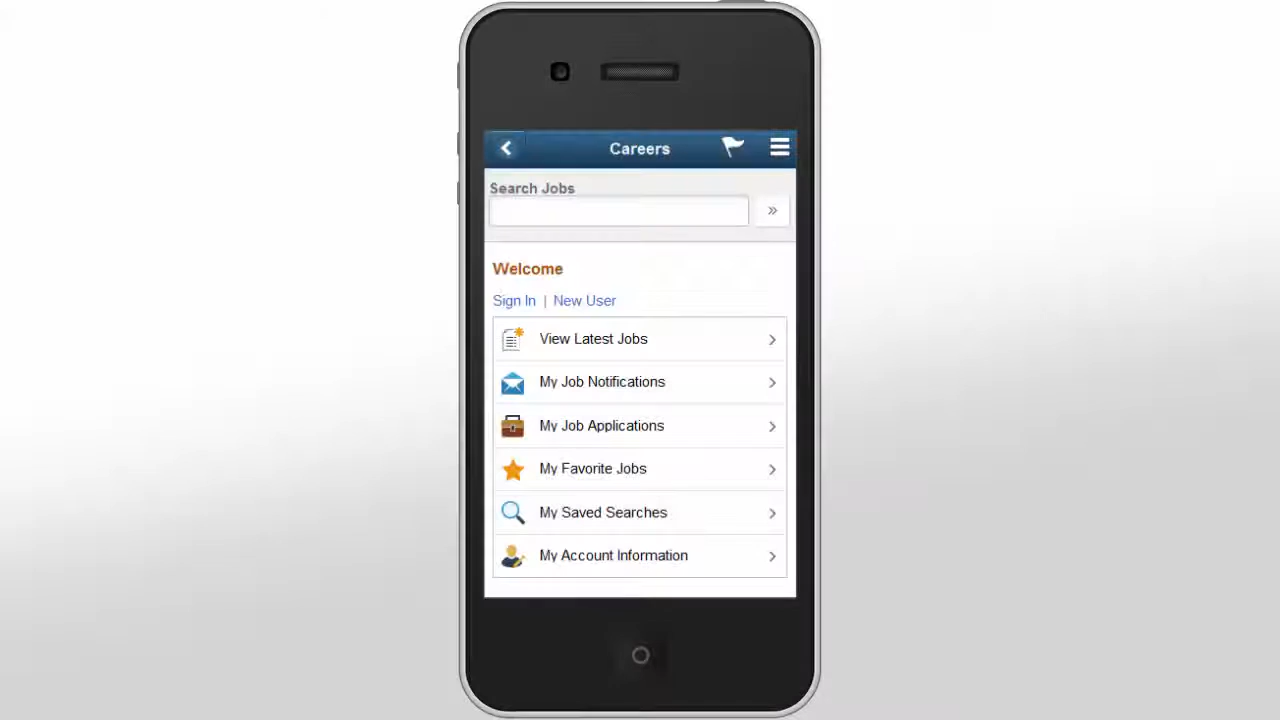 Careers
Search Jobs
»
Welcome
Sign In | New User
View Latest Jobs
My Job Notifications
My Job Applications
My Favorite Jobs
My Saved Searches
My Account Information